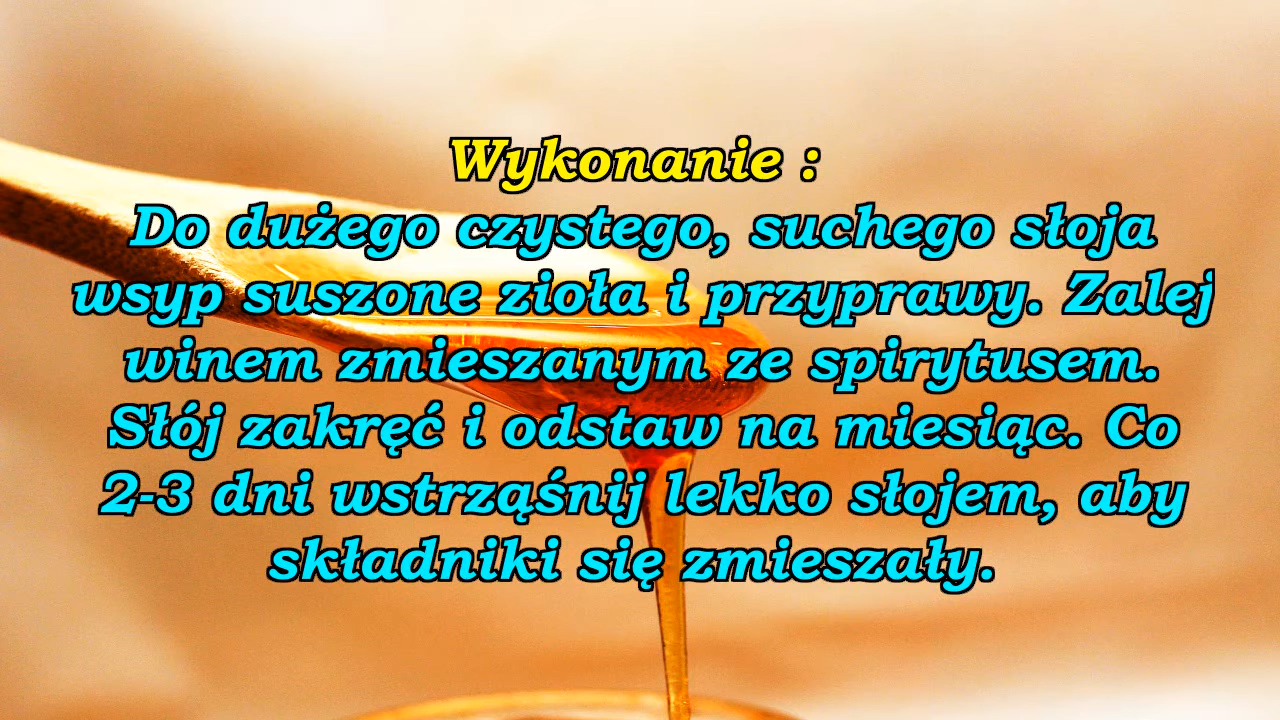 Wykonanie :
Do dużego czystego, suchego słoja
wsyp suszone zioła i przyprawy. Zalej
winem zmieszanym ze spirytusem.
Słój zakręć i odstaw na miesiąc. Co
2-3 dni wstrząśnij lekko słojem, aby
składniki się zmieszały.